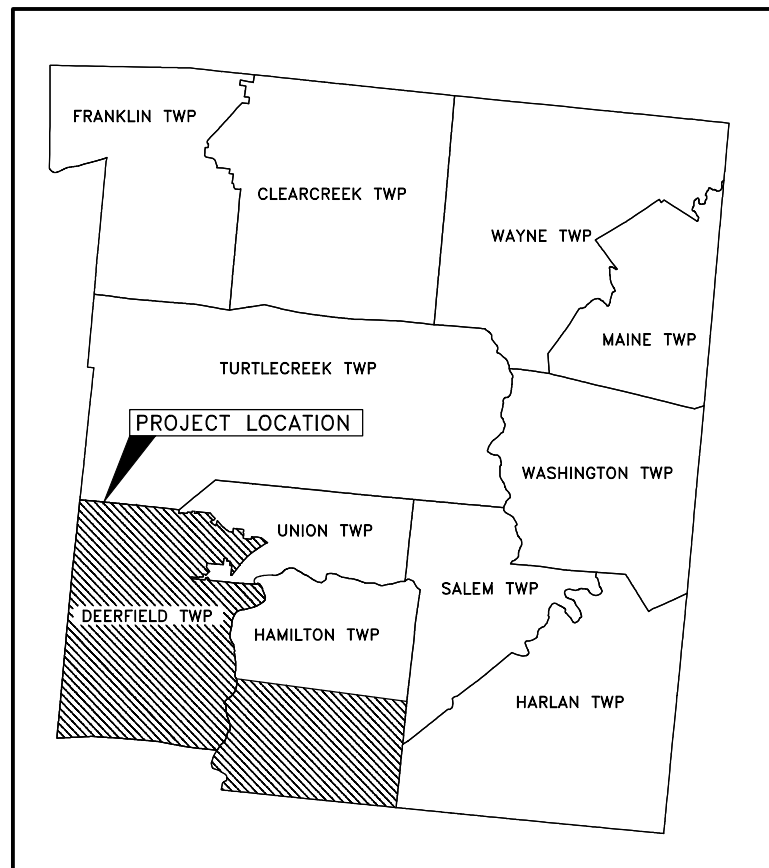 FRANKLIN TWP
CLEARCREEK TWP
WAYNE TWP
MAINE TWP
TURTLECREEK TWP
PROJECT LOCATION
WASHINGTON TWP
UNION TWP
SALEM TWP
DEERFIELD TWP
HAMILTON TWP
HARLAN TWP